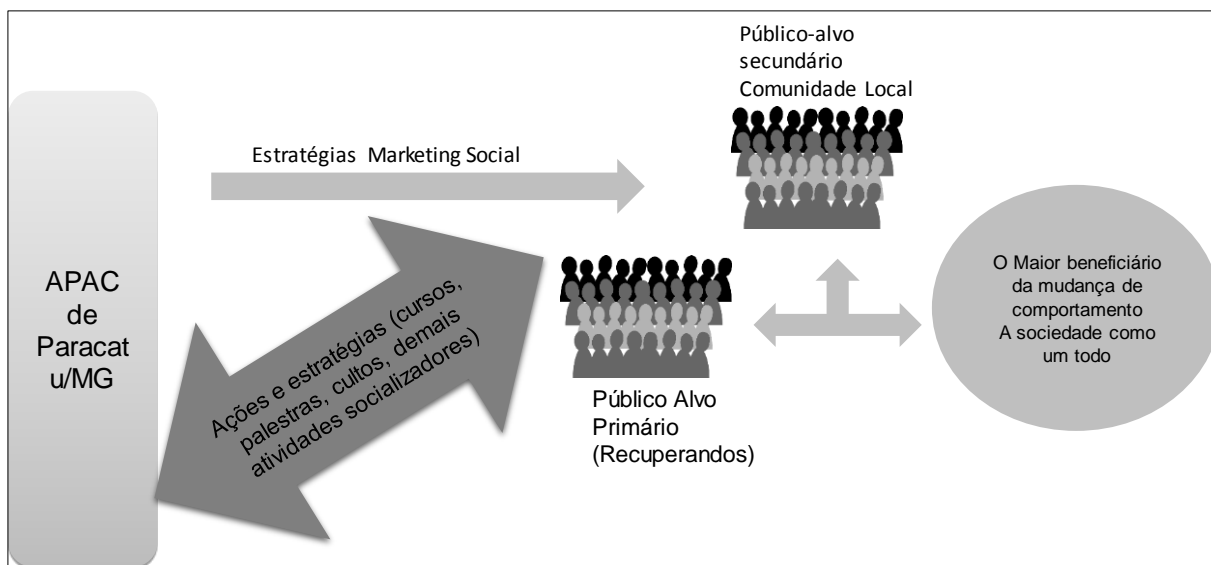 Público-alvo
secundário
Comunidade Local
Estratégias Marketing Social
APAC
de
Paracat
u/MG
Ações e estratégias (cursos,
palestras, cultos, demais
atividades socializadores)
Público Alvo
Primário
(Recuperandos)
O Maior beneficiário
da mudança de
comportamento
A sociedade como
um todo